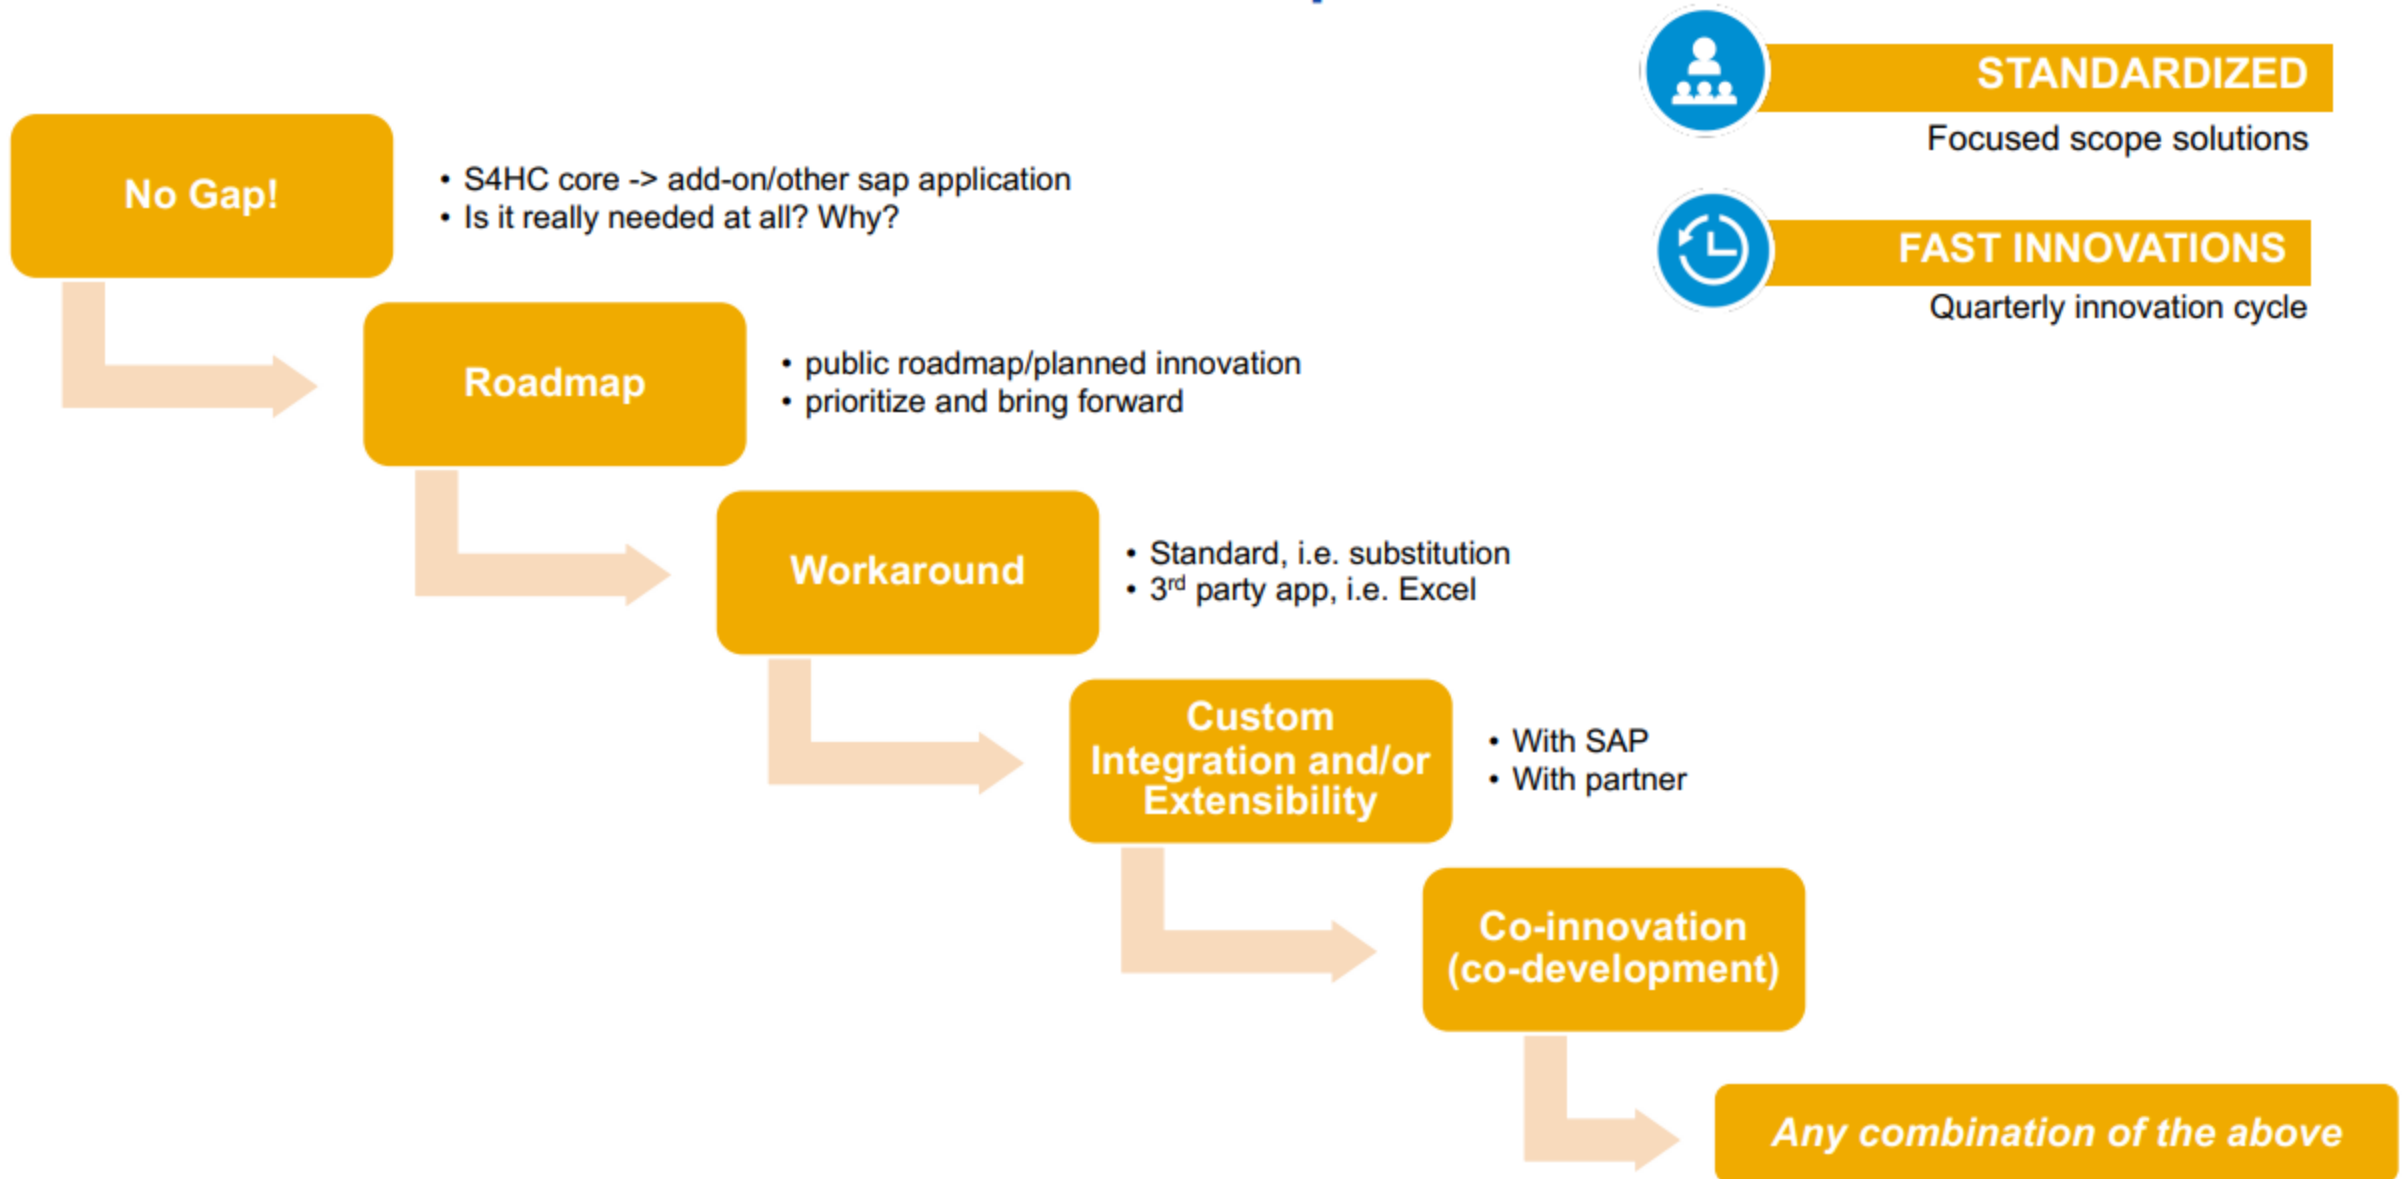 STANDARDIZED
Focused scope solutions
FAST INNOVATIONS
Quarterly innovation cycle
No Gap!
• S4HC core -> add-on/other sap application
• Is it really needed at all? Why?
Roadmap
• public roadmap/planned innovation
• prioritize and bring forward
Workaround
• Standard, i.e. substitution
• 3rd party app, i.e. Excel
Custom
Integration and/or
Extensibility
• With SAP
• With partner
Co-innovation
(co-development)
Any combination of the above